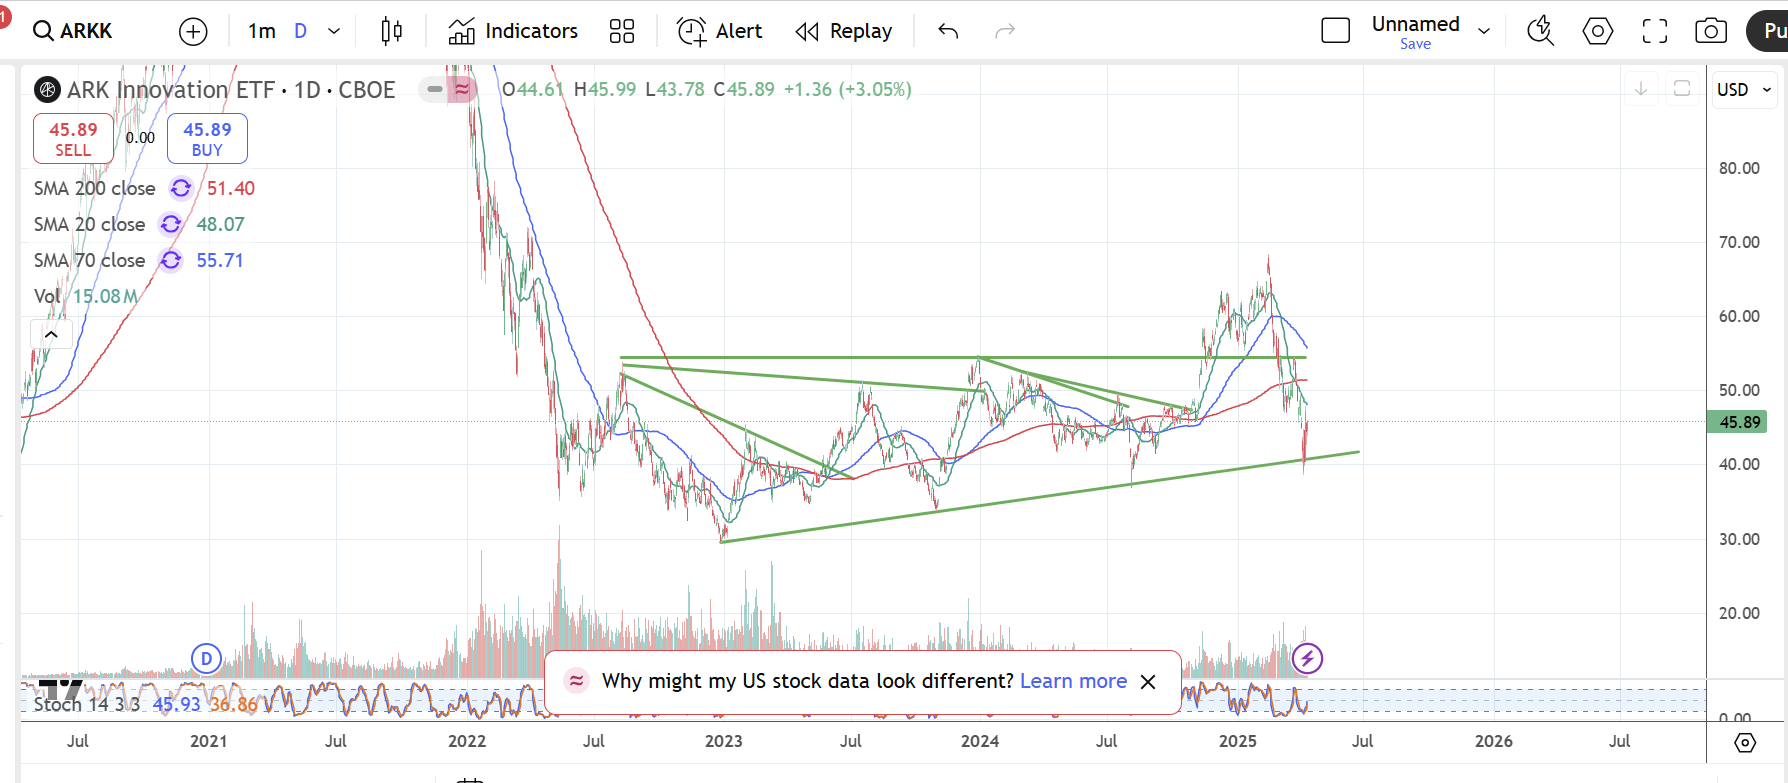 1
ARKK
1m D
Indicators
Alert
Replay
Unnamed
Save
Pu
ARK Innovation ETF · 1D · CBOE
O44.61 H45.99 L43.78 C45.89 +1.36 (+3.05%)
USD
45.89
SELL
0.00
45.89
BUY
SMA 200 close 51.40
SMA 20 close 48.07
SMA 70 close 55.71
Vol 15.08 M
80.00
70.00
60.00
50.00
45.89
40.00
30.00
20.00
0.00
D
Why might my US stock data look different? Learn more
Stoch 14 3 3 45.93 36.86
Jul 2021 Jul 2022 Jul 2023 Jul 2024 Jul 2025 Jul 2026 Jul